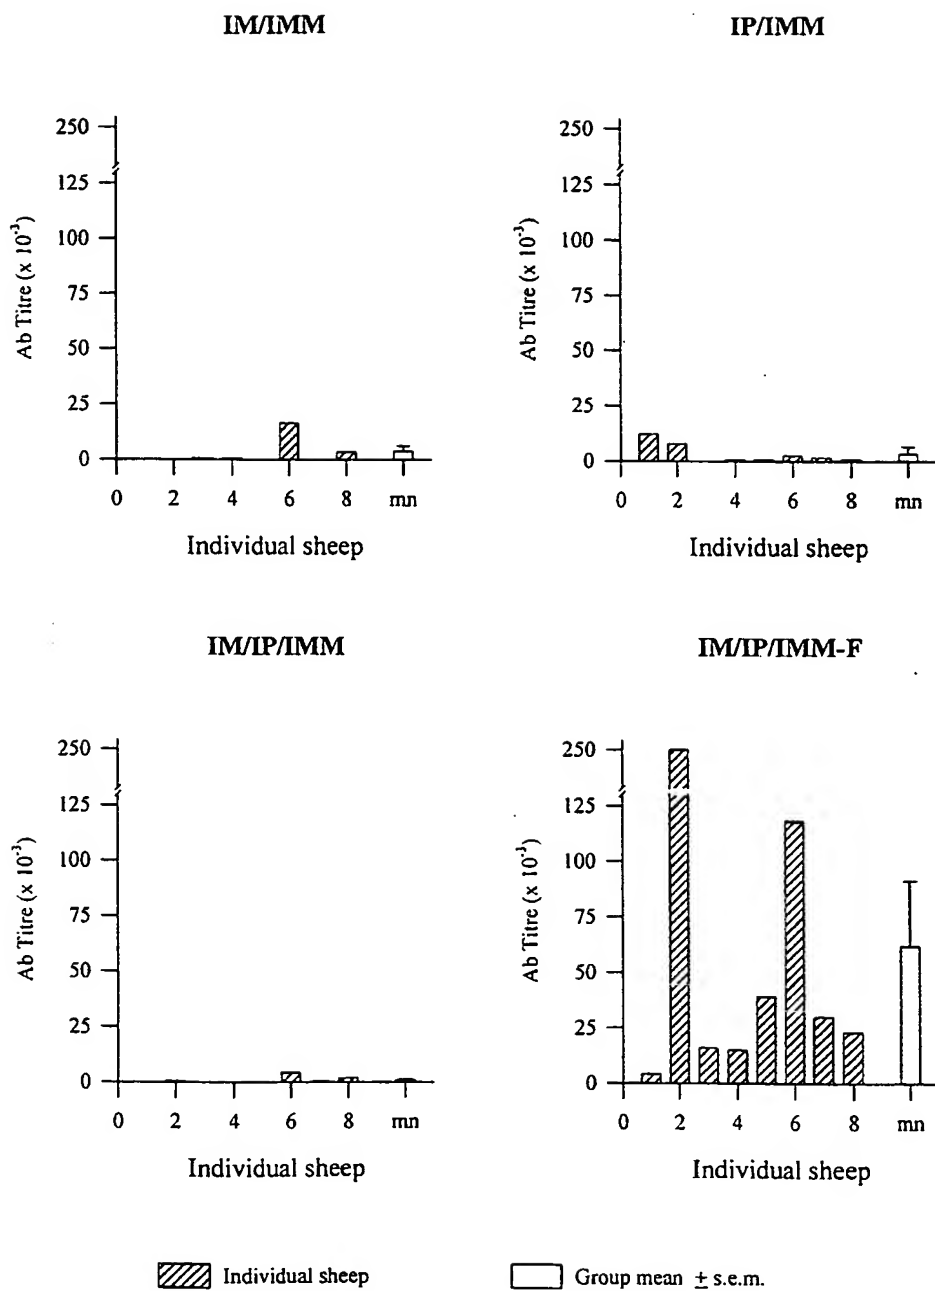 IM/IMM
250
125
100
75
50
25
0
Ab Titre (x 10⁻³)
0 2 4 6 8 mn
Individual sheep
IP/IMM
250
125
100
75
50
25
0
Ab Titre (x 10⁻³)
0 2 4 6 8 mn
Individual sheep
IM/IP/IMM
250
125
100
75
50
25
0
Ab Titre (x 10⁻³)
0 2 4 6 8 mn
Individual sheep
IM/IP/IMM-F
250
125
100
75
50
25
0
Ab Titre (x 10⁻³)
0 2 4 6 8 mn
Individual sheep
Individual sheep
Group mean ± s.e.m.